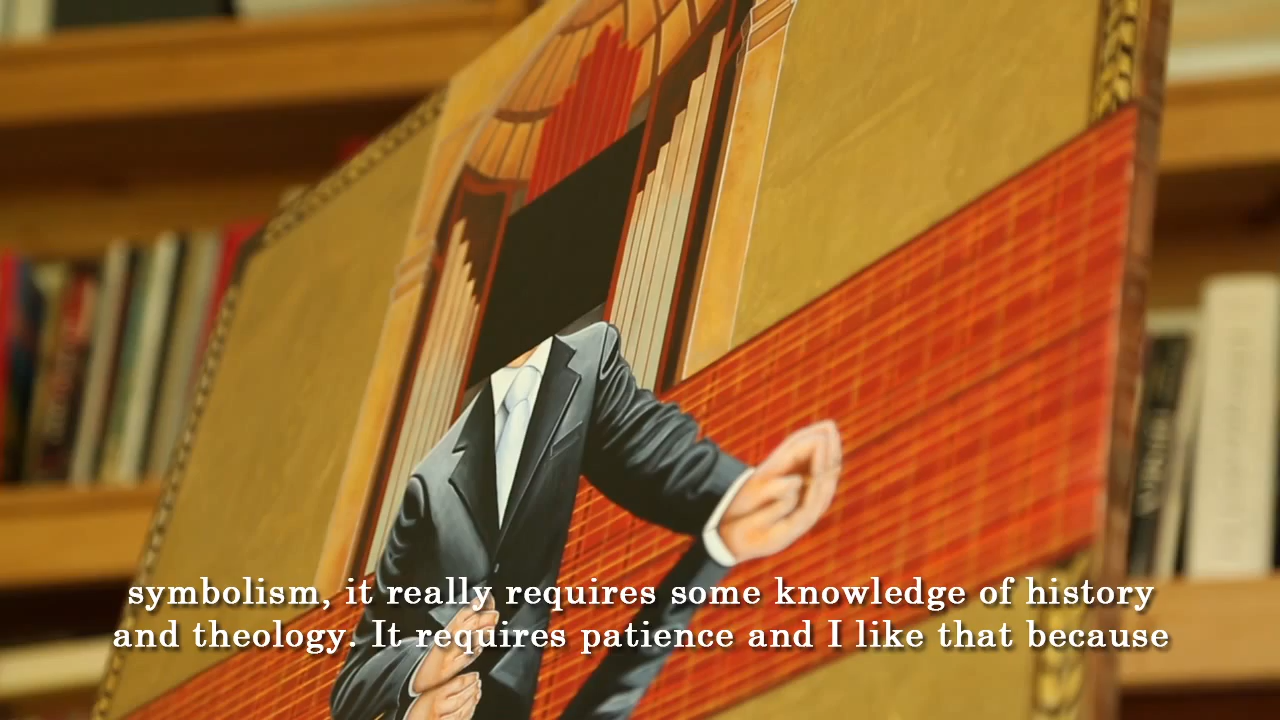 symbolism, it really requires some knowledge of history
and theology. It requires patience and I like that because